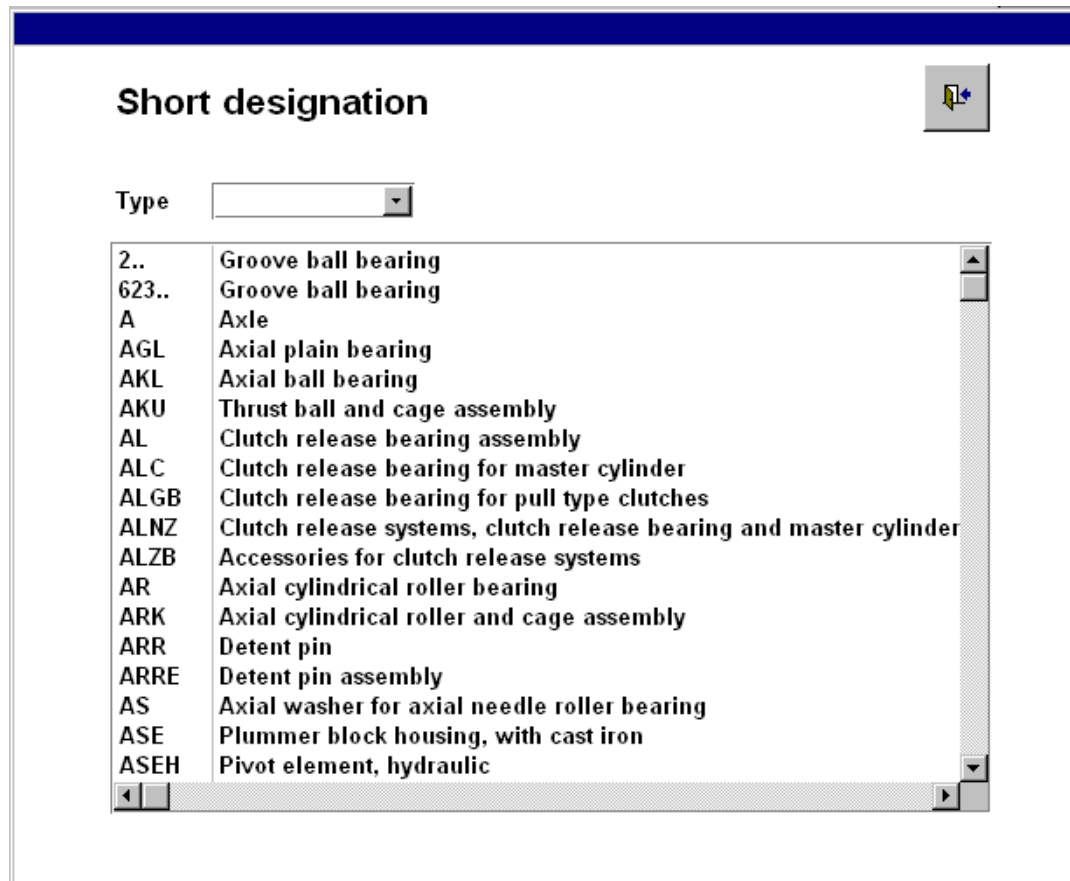 Short designation
Type
2.. Groove ball bearing
623.. Groove ball bearing
A Axle
AGL Axial plain bearing
AKL Axial ball bearing
AKU Thrust ball and cage assembly
AL Clutch release bearing assembly
ALC Clutch release bearing for master cylinder
ALGB Clutch release bearing for pull type clutches
ALNZ Clutch release systems, clutch release bearing and master cylinder
ALZB Accessories for clutch release systems
AR Axial cylindrical roller bearing
ARK Axial cylindrical roller and cage assembly
ARR Detent pin
ARRE Detent pin assembly
AS Axial washer for axial needle roller bearing
ASE Plummer block housing, with cast iron
ASEH Pivot element, hydraulic